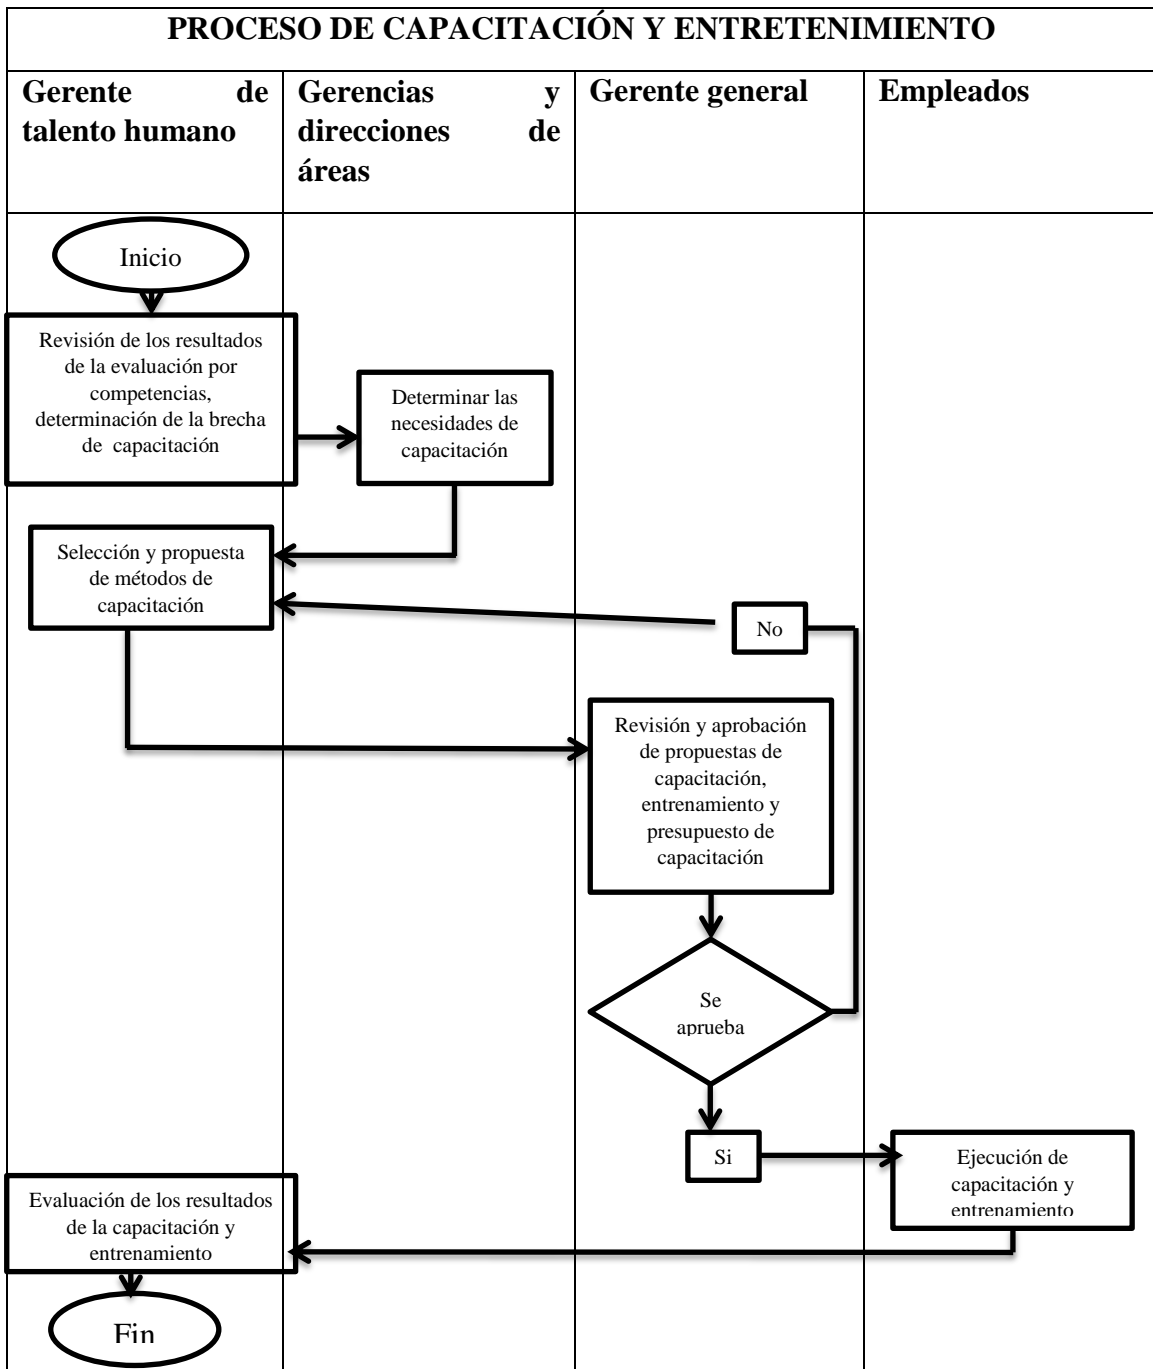 PROCESO DE CAPACITACIÓN Y ENTRETENIMIENTO
Gerente de
talento humano
Gerencias y
direcciones de
áreas
Gerente general
Empleados
Inicio
Revisión de los resultados
de la evaluación por
competencias,
determinación de la brecha
de capacitación
Determinar las
necesidades de
capacitación
Selección y propuesta
de métodos de
capacitación
No
Revisión y aprobación
de propuestas de
capacitación,
entrenamiento y
presupuesto de
capacitación
Se
aprueba
Si
Ejecución de
capacitación y
entrenamiento
Evaluación de los resultados
de la capacitación y
entrenamiento
Fin